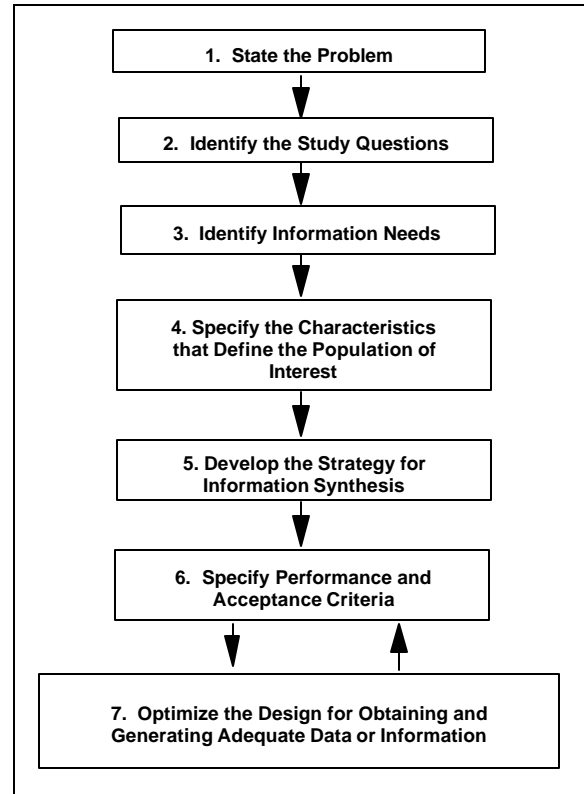 1. State the Problem
2. Identify the Study Questions
3. Identify Information Needs
4. Specify the Characteristics
that Define the Population of
Interest
5. Develop the Strategy for
Information Synthesis
6. Specify Performance and
Acceptance Criteria
7. Optimize the Design for Obtaining and
Generating Adequate Data or Information